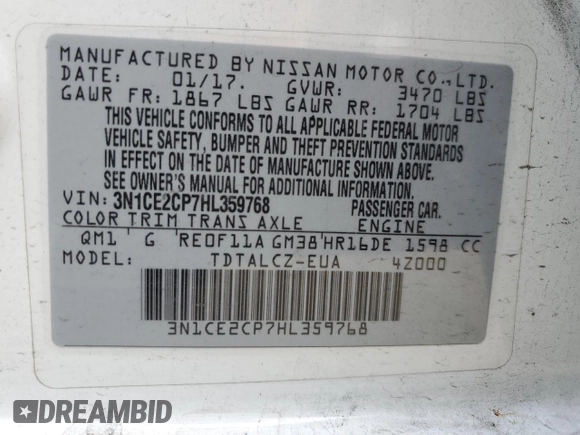 MANUFACTURED BY NISSAN MOTOR CO., LTD.
DATE: 01/17. GVWR: 3470 LBS
GAWR FR: 1867 LBS GAWR RR: 1704 LBS
THIS VEHICLE CONFORMS TO ALL APPLICABLE FEDERAL MOTOR
VEHICLE SAFETY, BUMPER AND THEFT PREVENTION STANDARDS
IN EFFECT ON THE DATE OF MANUFACTURE SHOWN ABOVE.
SEE OWNER'S MANUAL FOR ADDITIONAL INFORMATION.
VIN: 3N1CE2CP7HL359768 PASSENGER CAR.
COLOR TRIM TRANS AXLE ENGINE
QM1 G RE0F11A GM38 HR16DE 1598 CC
MODEL: TDTALCZ-EUA 4Z000
3N1CE2CP7HL359768
DREAMBID